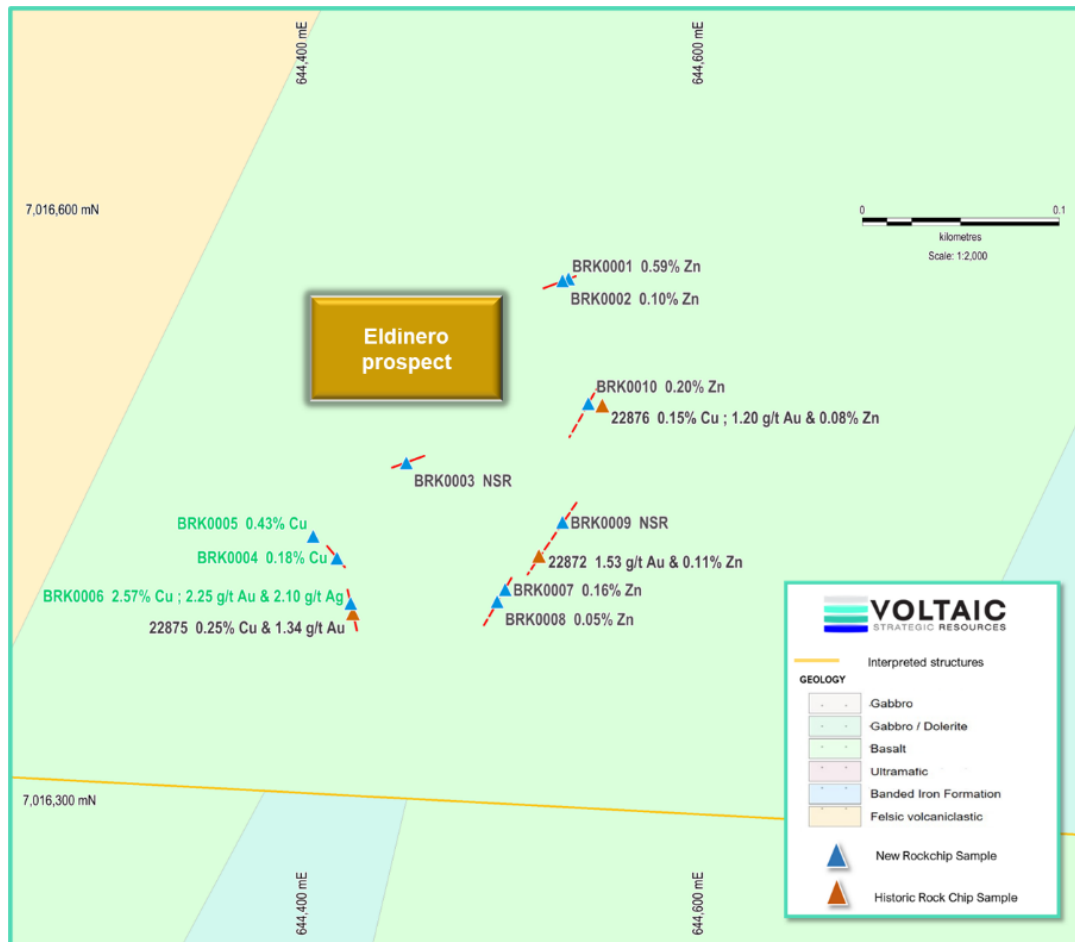 644,400 mE
644,600 mE
7,016,600 mN
0 0.1
kilometres
Scale: 1:2,000
BRK0001 0.59% Zn
BRK0002 0.10% Zn
Eldinero
prospect
BRK0010 0.20% Zn
22876 0.15% Cu ; 1.20 g/t Au & 0.08% Zn
BRK0003 NSR
BRK0005 0.43% Cu
BRK0009 NSR
BRK0004 0.18% Cu
22872 1.53 g/t Au & 0.11% Zn
BRK0006 2.57% Cu ; 2.25 g/t Au & 2.10 g/t Ag
BRK0007 0.16% Zn
22875 0.25% Cu & 1.34 g/t Au
BRK0008 0.05% Zn
VOLTAIC
STRATEGIC RESOURCES
Interpreted structures
GEOLOGY
Gabbro
Gabbro / Dolerite
Basalt
Ultramatic
Banded Iron Formation
Felsic volcaniclastic
New Rockchip Sample
Historic Rock Chip Sample
7,016,300 mN
644,400 mE
644,600 mE